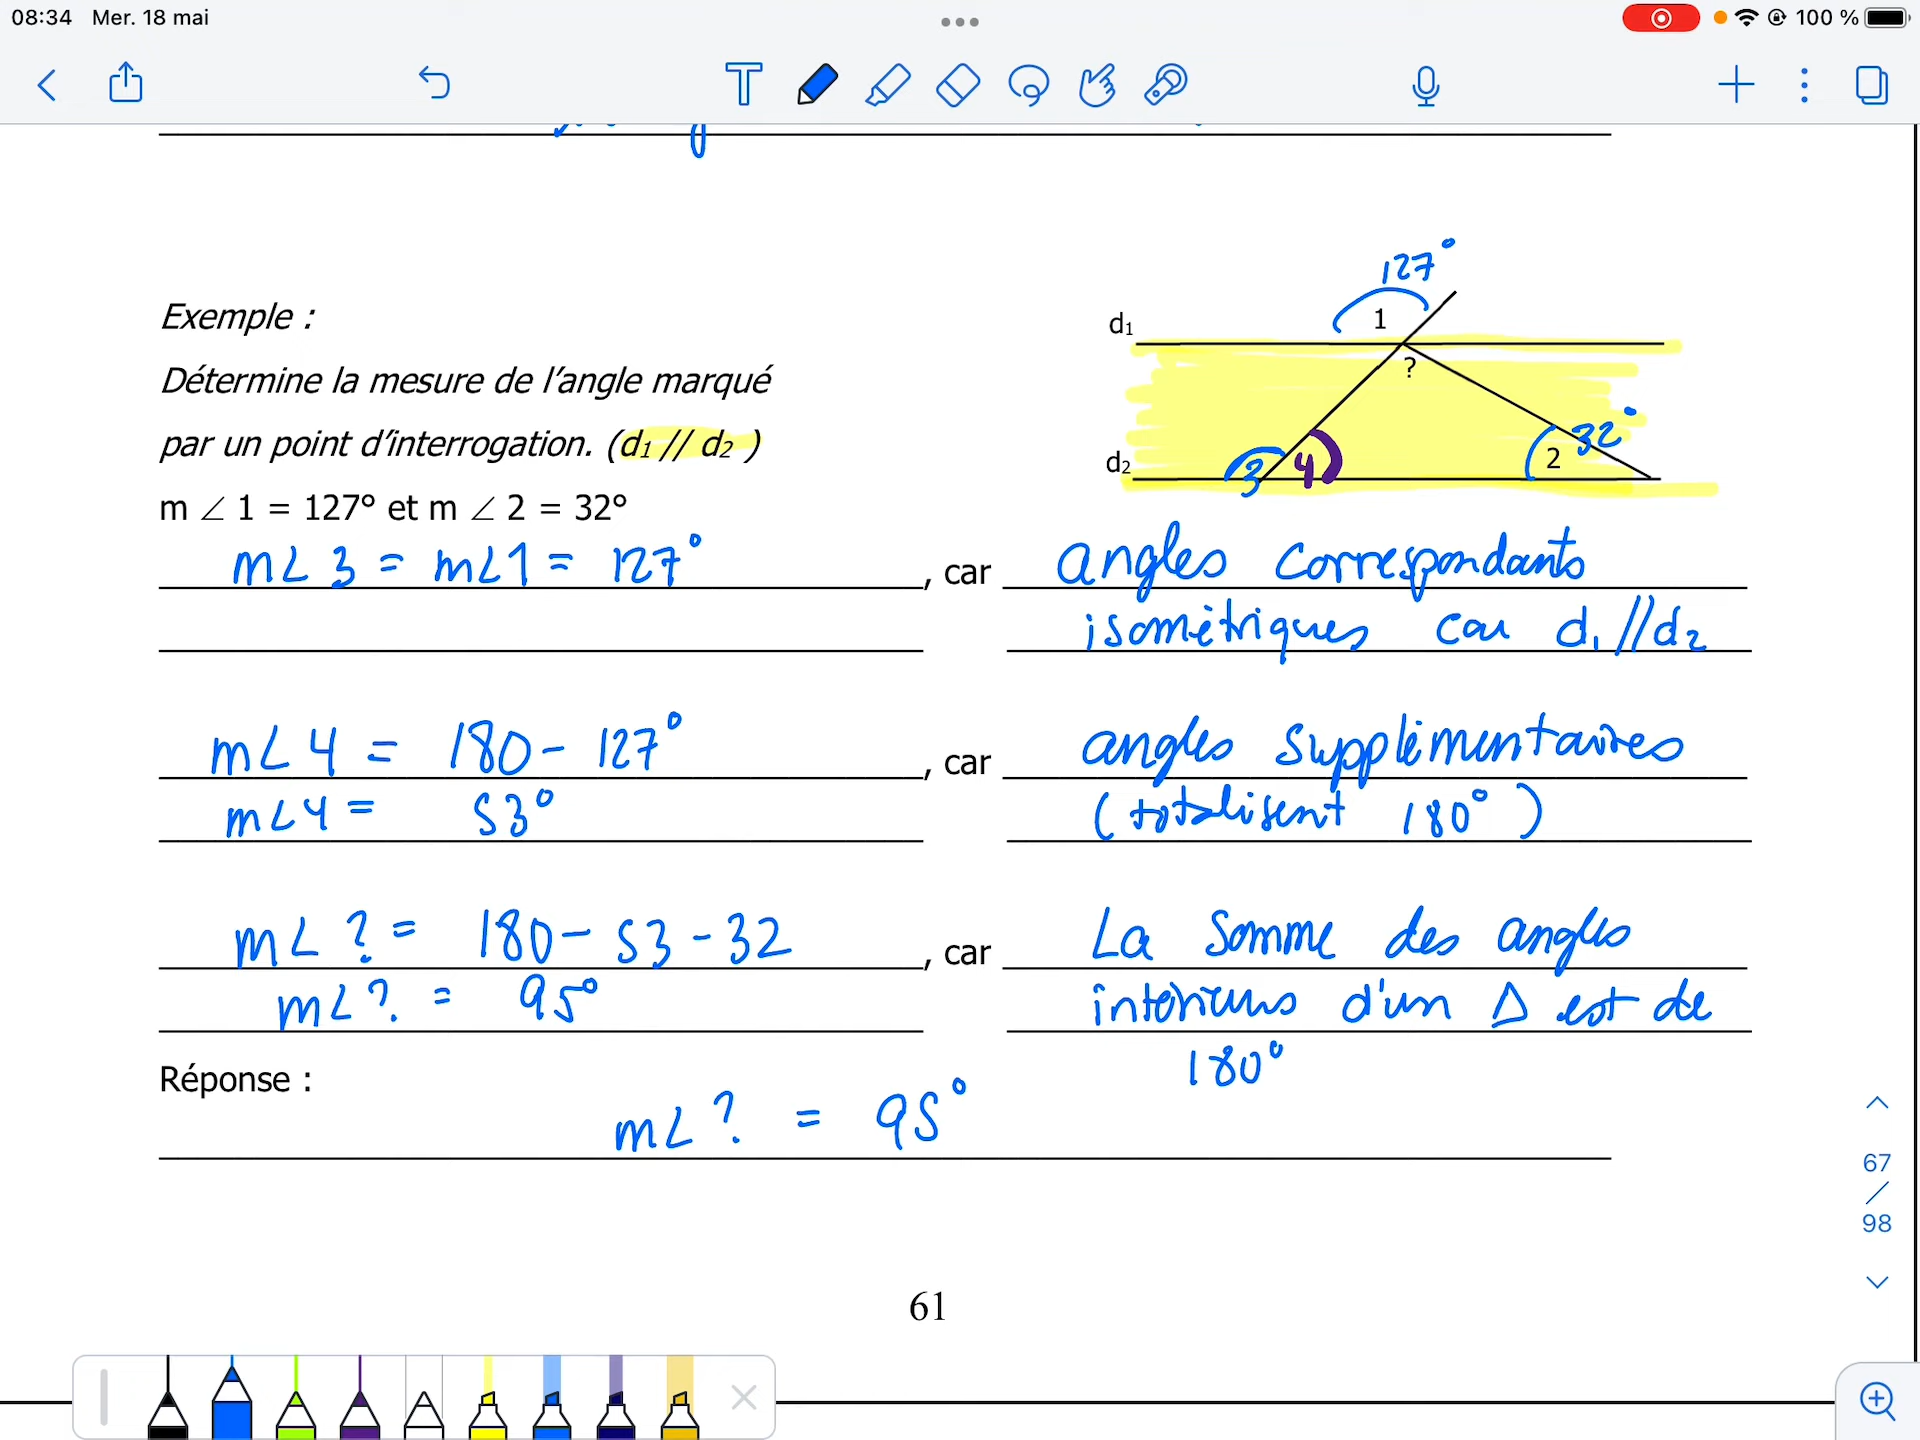 08:34 Mer. 18 mai
100 %
127°
Exemple :
d1
1
Détermine la mesure de l'angle marqué
?
par un point d'interrogation. (d1 // d2 )
32°
d2
3
4
2
m ∠ 1 = 127° et m ∠ 2 = 32°
m∠ 3 = m∠1 = 127° , car angles correspondants
isométriques car d1 // d2
m∠ 4 = 180 - 127° , car angles supplémentaires
m∠4 = 53° (totalisent 180°)
m∠ ? = 180 - 53 - 32 , car La somme des angles
m∠? = 95° intérieurs d'un Δ est de
180°
Réponse :
m∠ ? = 95°
67
/
98
61